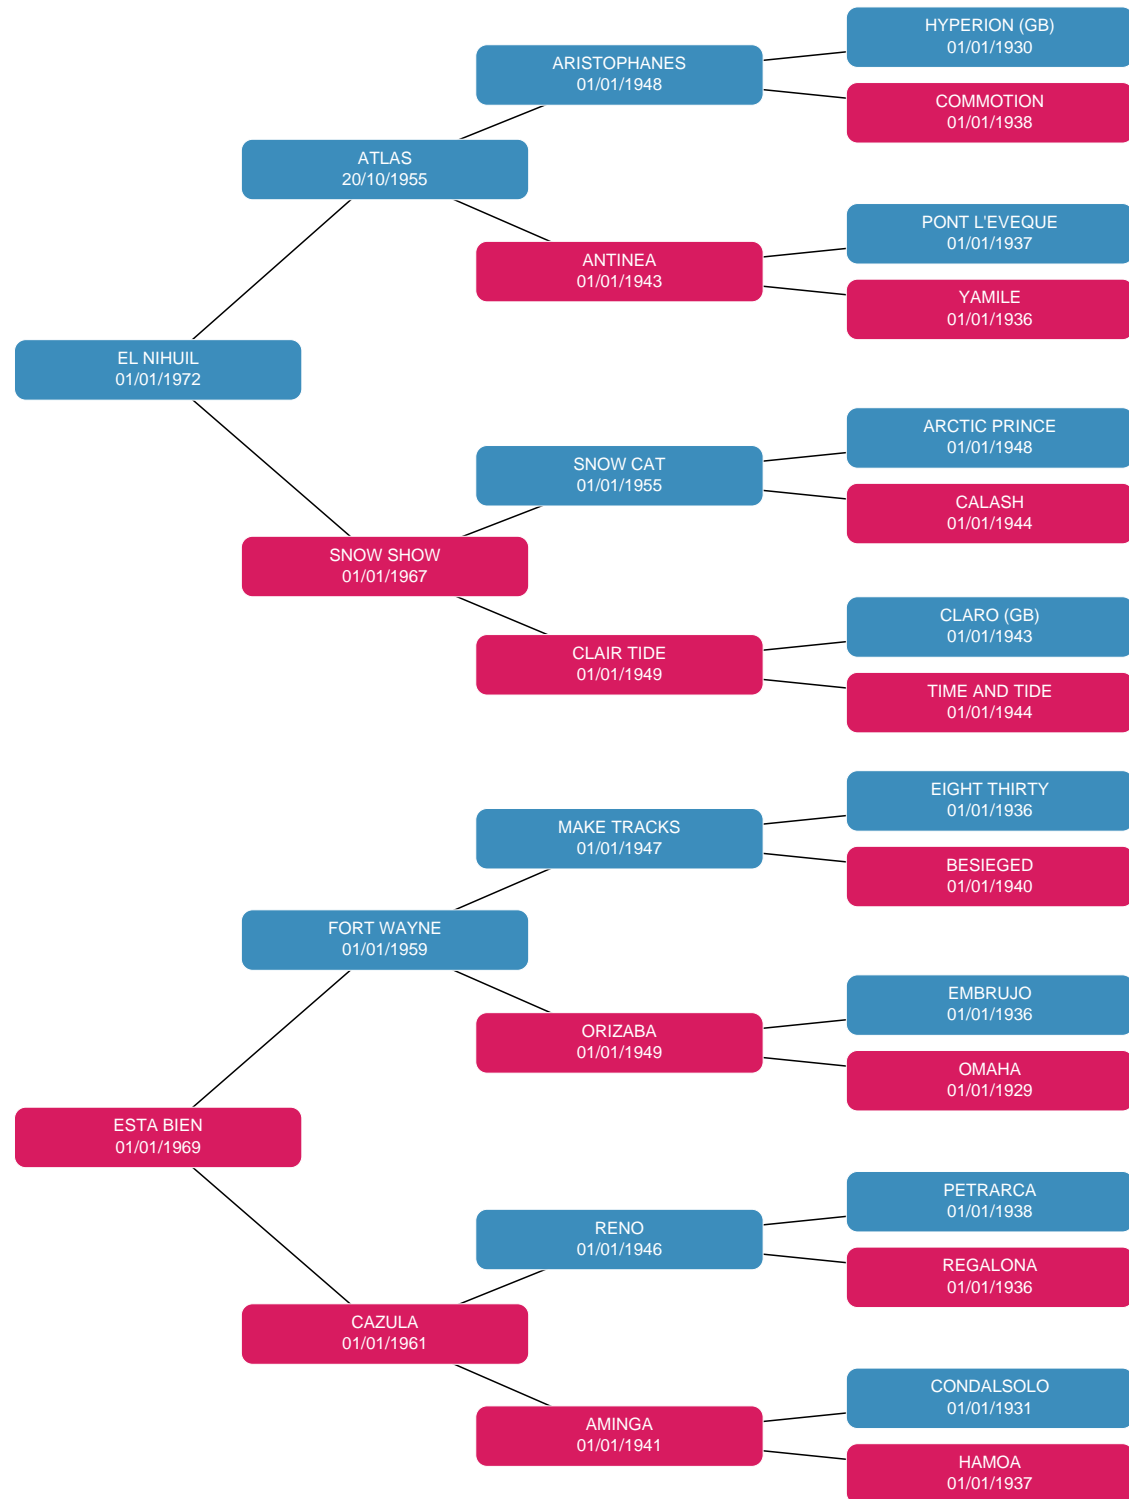 HYPERION (GB)
01/01/1930
ARISTOPHANES
01/01/1948
COMMOTION
01/01/1938
ATLAS
20/10/1955
PONT L'EVEQUE
01/01/1937
ANTINEA
01/01/1943
YAMILE
01/01/1936
EL NIHUIL
01/01/1972
ARCTIC PRINCE
01/01/1948
SNOW CAT
01/01/1955
CALASH
01/01/1944
SNOW SHOW
01/01/1967
CLARO (GB)
01/01/1943
CLAIR TIDE
01/01/1949
TIME AND TIDE
01/01/1944
EIGHT THIRTY
01/01/1936
MAKE TRACKS
01/01/1947
BESIEGED
01/01/1940
FORT WAYNE
01/01/1959
EMBRUJO
01/01/1936
ORIZABA
01/01/1949
OMAHA
01/01/1929
ESTA BIEN
01/01/1969
PETRARCA
01/01/1938
RENO
01/01/1946
REGALONA
01/01/1936
CAZULA
01/01/1961
CONDALSOLO
01/01/1931
AMINGA
01/01/1941
HAMOA
01/01/1937